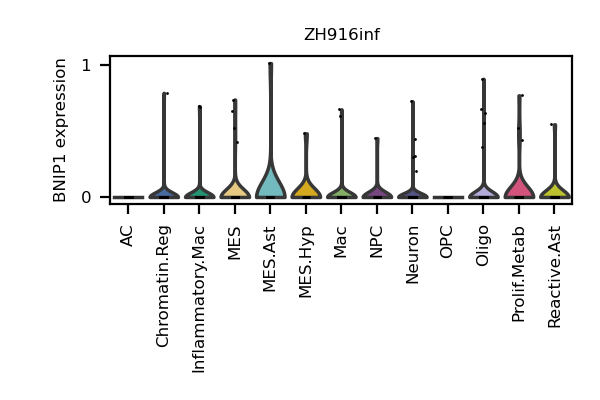 ZH916inf
BNIP1 expression
1
0
AC
Chromatin.Reg
Inflammatory.Mac
MES
MES.Ast
MES.Hyp
Mac
NPC
Neuron
OPC
Oligo
Prolif.Metab
Reactive.Ast